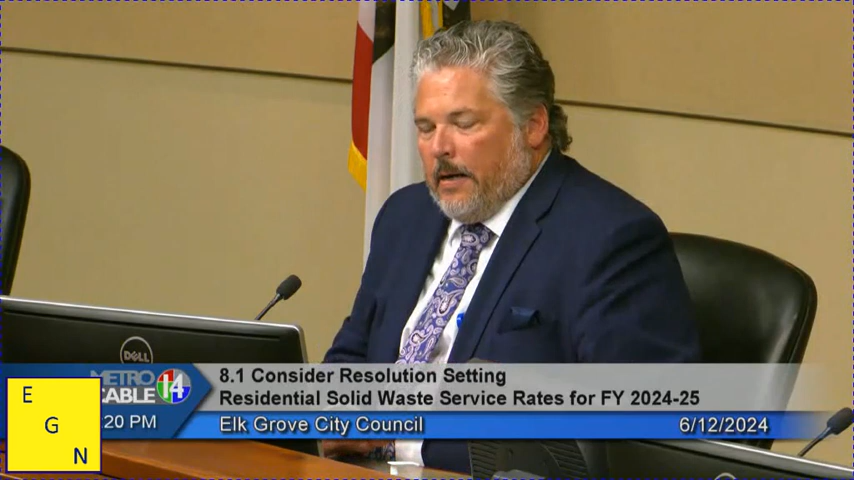 DELL
8.1 Consider Resolution Setting
METRO
CABLE 14
Residential Solid Waste Service Rates for FY 2024-25
:20 PM
Elk Grove City Council
6/12/2024
E
G
N